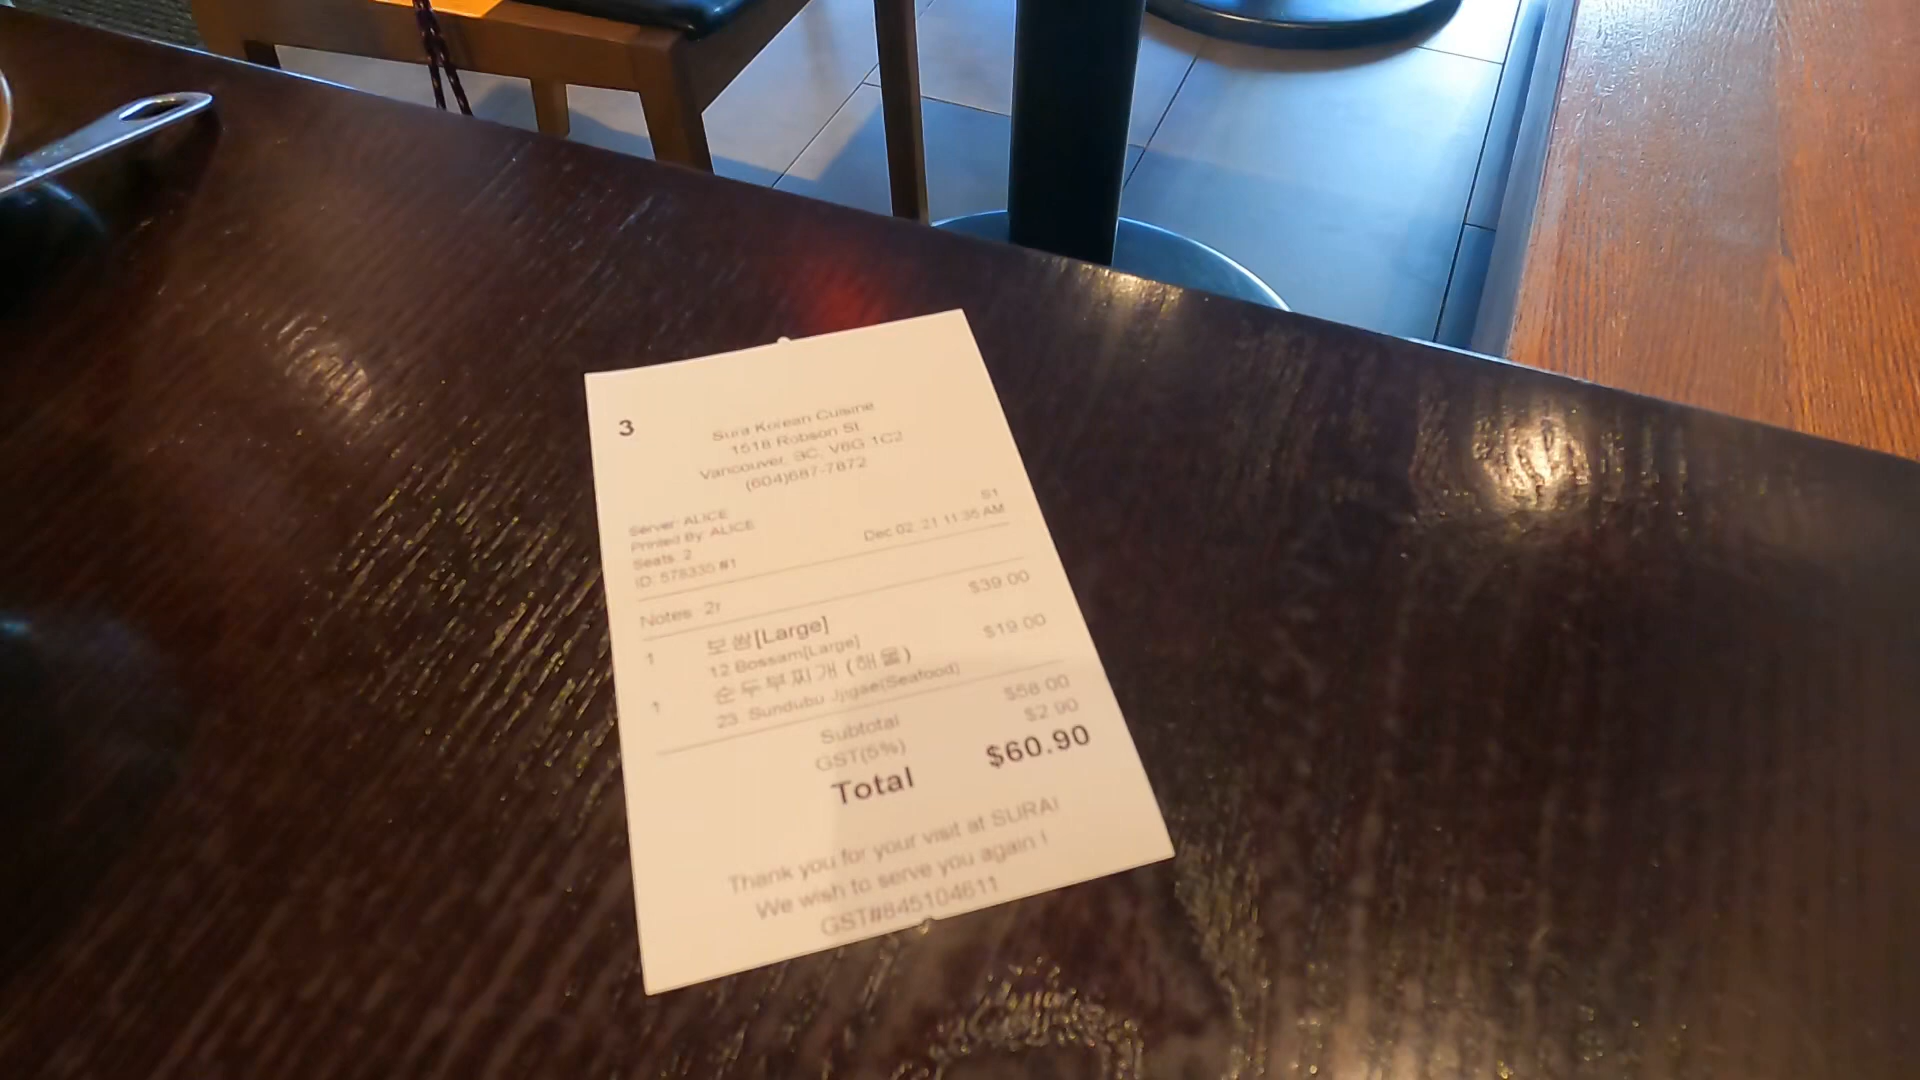 3
Sura Korean Cuisine
1518 Robson St.
Vancouver, BC, V6G 1C2
(604)687-7872
Server: ALICE
S1
Printed By: ALICE
Dec 02, 21 11:35 AM
Seats: 2
ID: 578330 #1
Notes 2r
1 보쌈[Large] $39.00
12 Bossam[Large]
1 순두부찌개 (해물) $19.00
23. Sundubu Jjigae(Seafood)
Subtotal $58.00
GST(5%) $2.90
Total $60.90
Thank you for your visit at SURA!
We wish to serve you again !
GST#845104611